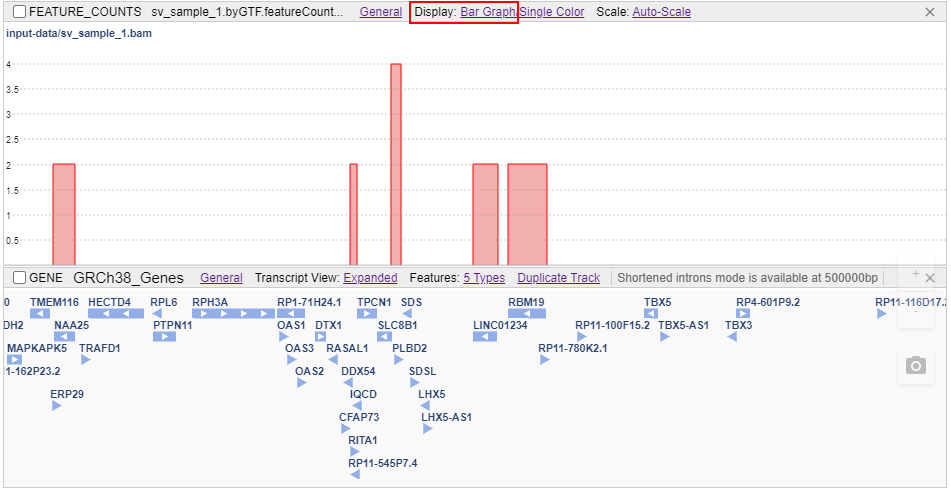 FEATURE_COUNTS sv_sample_1.byGTF.featureCount... General Display: Bar Graph/Single Color Scale: Auto-Scale
input-data/sv_sample_1.bam
4
3.5
3
2.5
2
1.5
1
0.5
GENE GRCh38_Genes General Transcript View: Expanded Features: 5 Types Duplicate Track Shortened introns mode is available at 500000bp
0 TMEM116 HECTD4 RPL6 RPH3A RP1-71H24.1 TPCN1 SDS RBM19 TBX5 RP4-601P9.2 RP11-116D17.
DH2 NAA25 PTPN11 OAS1 DTX1 SLC8B1 LINC01234 RP11-100F15.2 TBX5-AS1 TBX3
MAPKAPK5 TRAFD1 OAS3 RASAL1 PLBD2 RP11-780K2.1
1-162P23.2 OAS2 DDX54 SDSL
ERP29 IQCD LHX5
CFAP73 LHX5-AS1
RITA1
RP11-545P7.4